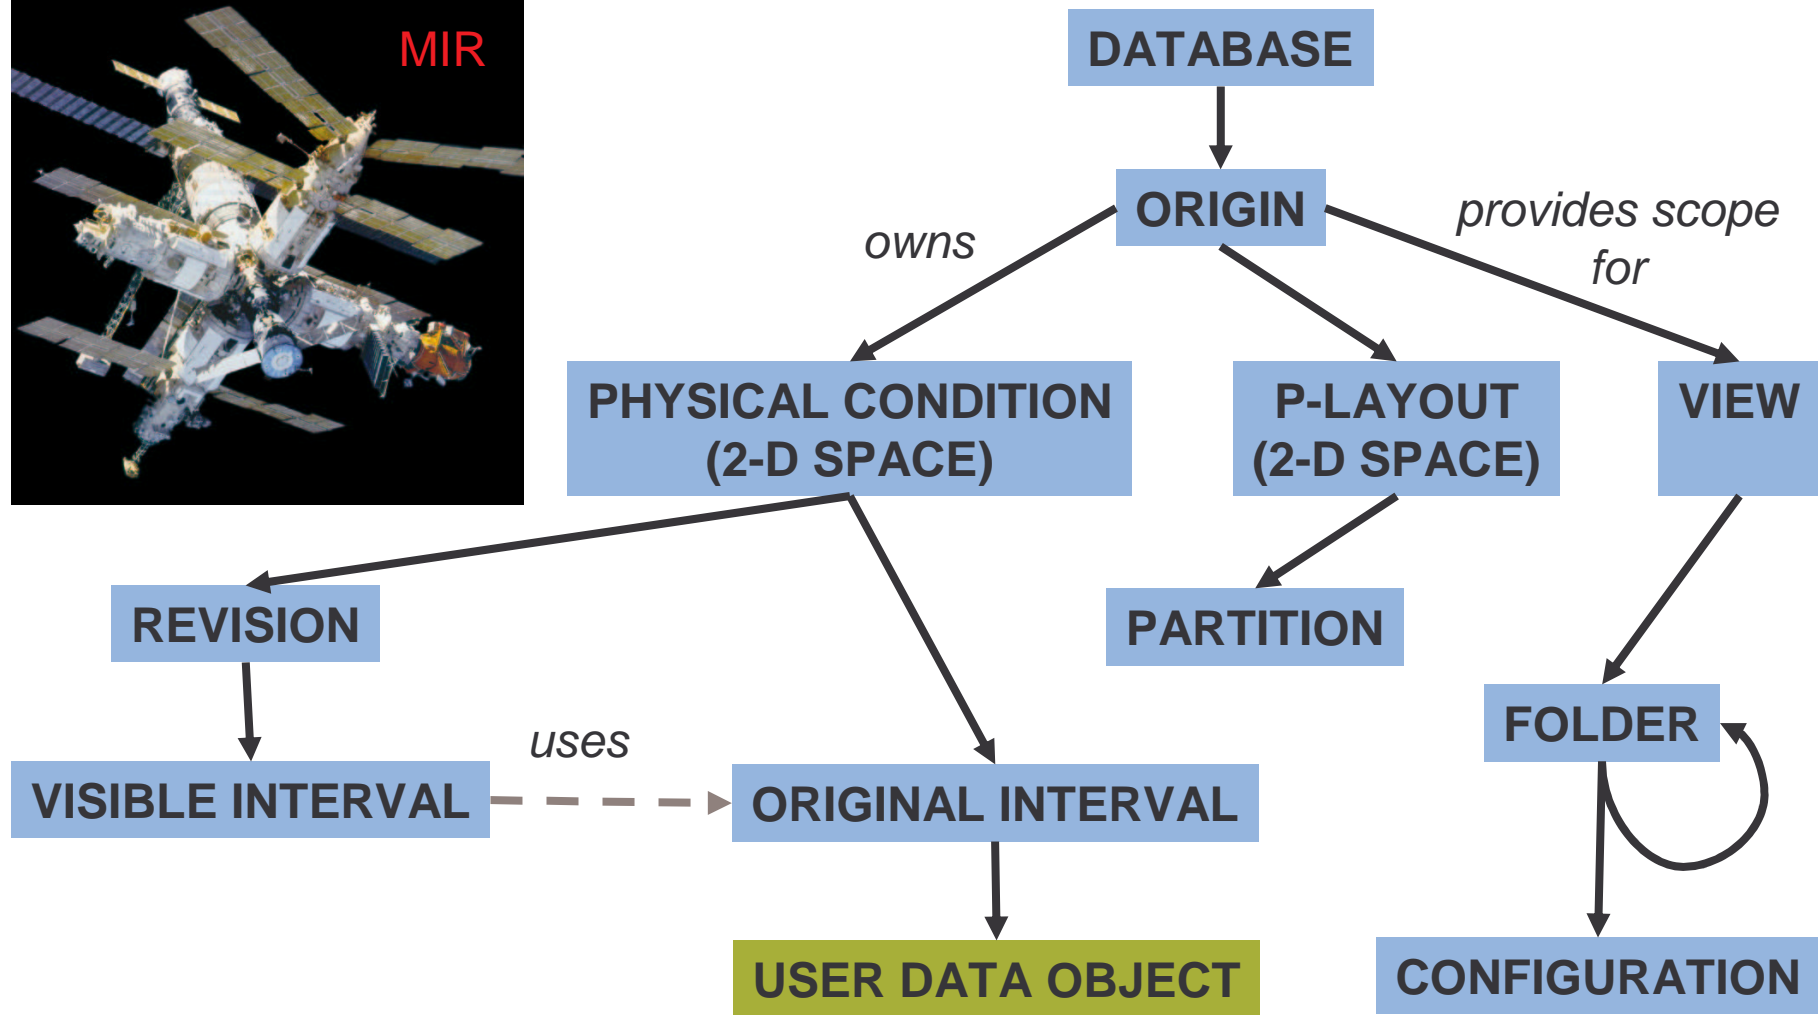 MIR
DATABASE
ORIGIN
owns
provides scope
for
PHYSICAL CONDITION
(2-D SPACE)
P-LAYOUT
(2-D SPACE)
VIEW
REVISION
PARTITION
FOLDER
VISIBLE INTERVAL
uses
ORIGINAL INTERVAL
USER DATA OBJECT
CONFIGURATION